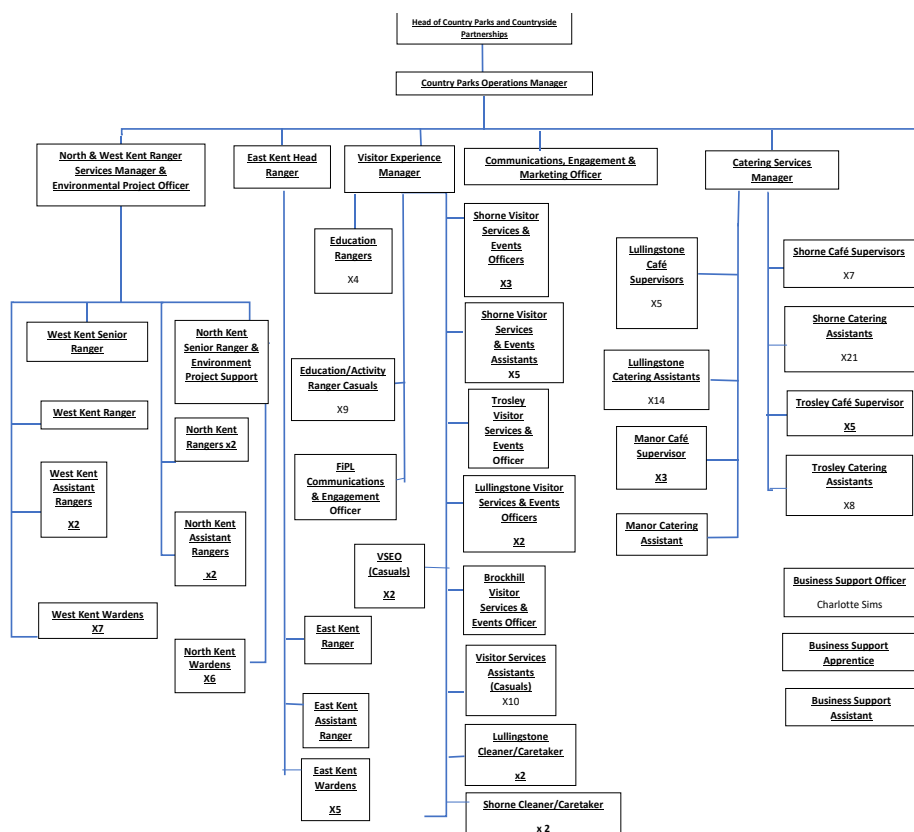 Head of Country Parks and Countryside
Partnerships
Country Parks Operations Manager
North & West Kent Ranger
Services Manager &
Environmental Project Officer
East Kent Head
Ranger
Visitor Experience
Manager
Communications, Engagement &
Marketing Officer
Catering Services
Manager
West Kent Senior
Ranger
West Kent Ranger
West Kent
Assistant Rangers
X2
West Kent Wardens
X7
North Kent
Senior Ranger &
Environment
Project Support
North Kent
Rangers x2
North Kent
Assistant Rangers
x2
North Kent
Wardens
X6
East Kent
Ranger
East Kent
Assistant
Ranger
East Kent
Wardens
X5
Education
Rangers
X4
Education/Activity
Ranger Casuals
X9
FiPL
Communications
& Engagement
Officer
VSEO
(Casuals)
X2
Shorne Visitor
Services &
Events
Officers
X3
Shorne Visitor
Services
& Events
Assistants
X5
Trosley
Visitor
Services &
Events
Officer
Lullingstone Visitor
Services & Events
Officers
X2
Brockhill
Visitor
Services &
Events Officer
Visitor Services
Assistants
(Casuals)
X10
Lullingstone
Cleaner/Caretaker
x2
Shorne Cleaner/Caretaker
x 2
Lullingstone
Café
Supervisors
X5
Lullingstone
Catering Assistants
X14
Manor Café
Supervisor
X3
Manor Catering
Assistant
Shorne Café Supervisors
X7
Shorne Catering
Assistants
X21
Trosley Café Supervisor
X5
Trosley Catering
Assistants
X8
Business Support Officer
Charlotte Sims
Business Support
Apprentice
Business Support
Assistant